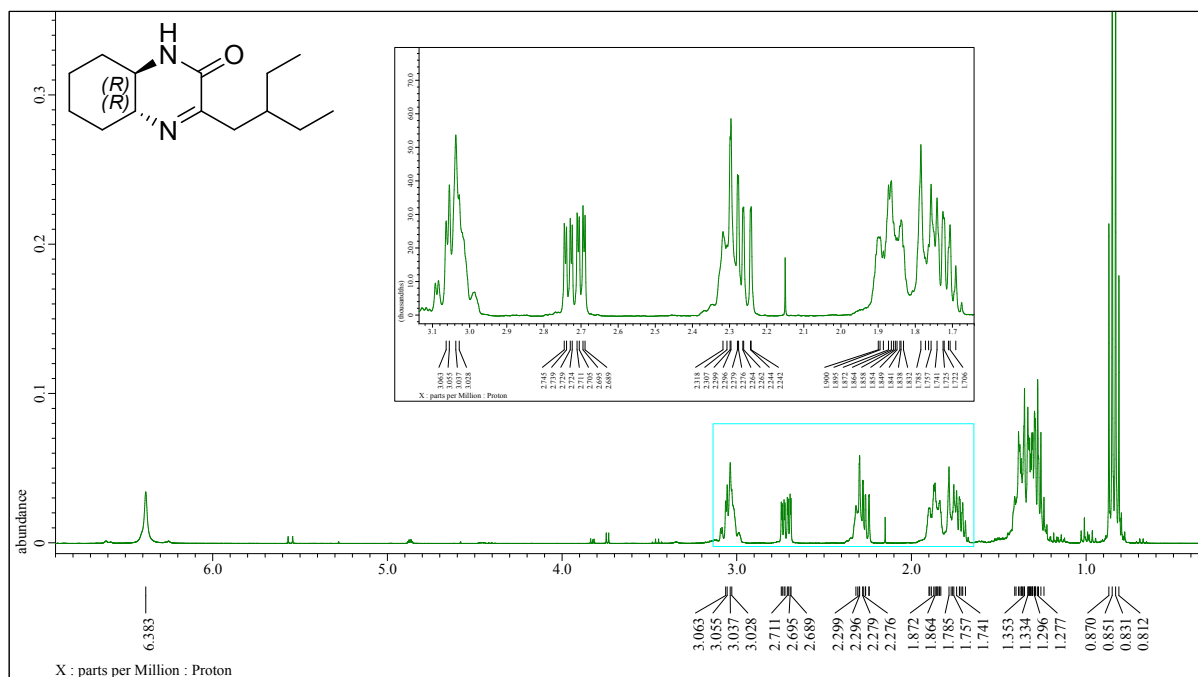 NH
O
(R)
(R)
N
abundance
0.3
0.2
0.1
0
(thousandths)
70.0
60.0
50.0
40.0
30.0
20.0
10.0
0
3.1 3.0 2.9 2.8 2.7 2.6 2.5 2.4 2.3 2.2 2.1 2.0 1.9 1.8 1.7
3.063 3.055 3.037 3.028 2.745 2.739 2.729 2.724 2.711 2.705 2.695 2.689 2.318 2.307 2.299 2.296 2.279 2.276 2.264 2.262 2.244 2.242 1.900 1.895 1.872 1.864 1.858 1.854 1.849 1.841 1.838 1.832 1.785 1.757 1.741 1.725 1.722 1.706
X : parts per Million : Proton
6.0 5.0 4.0 3.0 2.0 1.0
6.383 3.063 3.055 3.037 3.028 2.711 2.695 2.689 2.299 2.296 2.279 2.276 1.872 1.864 1.785 1.757 1.741 1.353 1.334 1.296 1.277 0.870 0.851 0.831 0.812
X : parts per Million : Proton